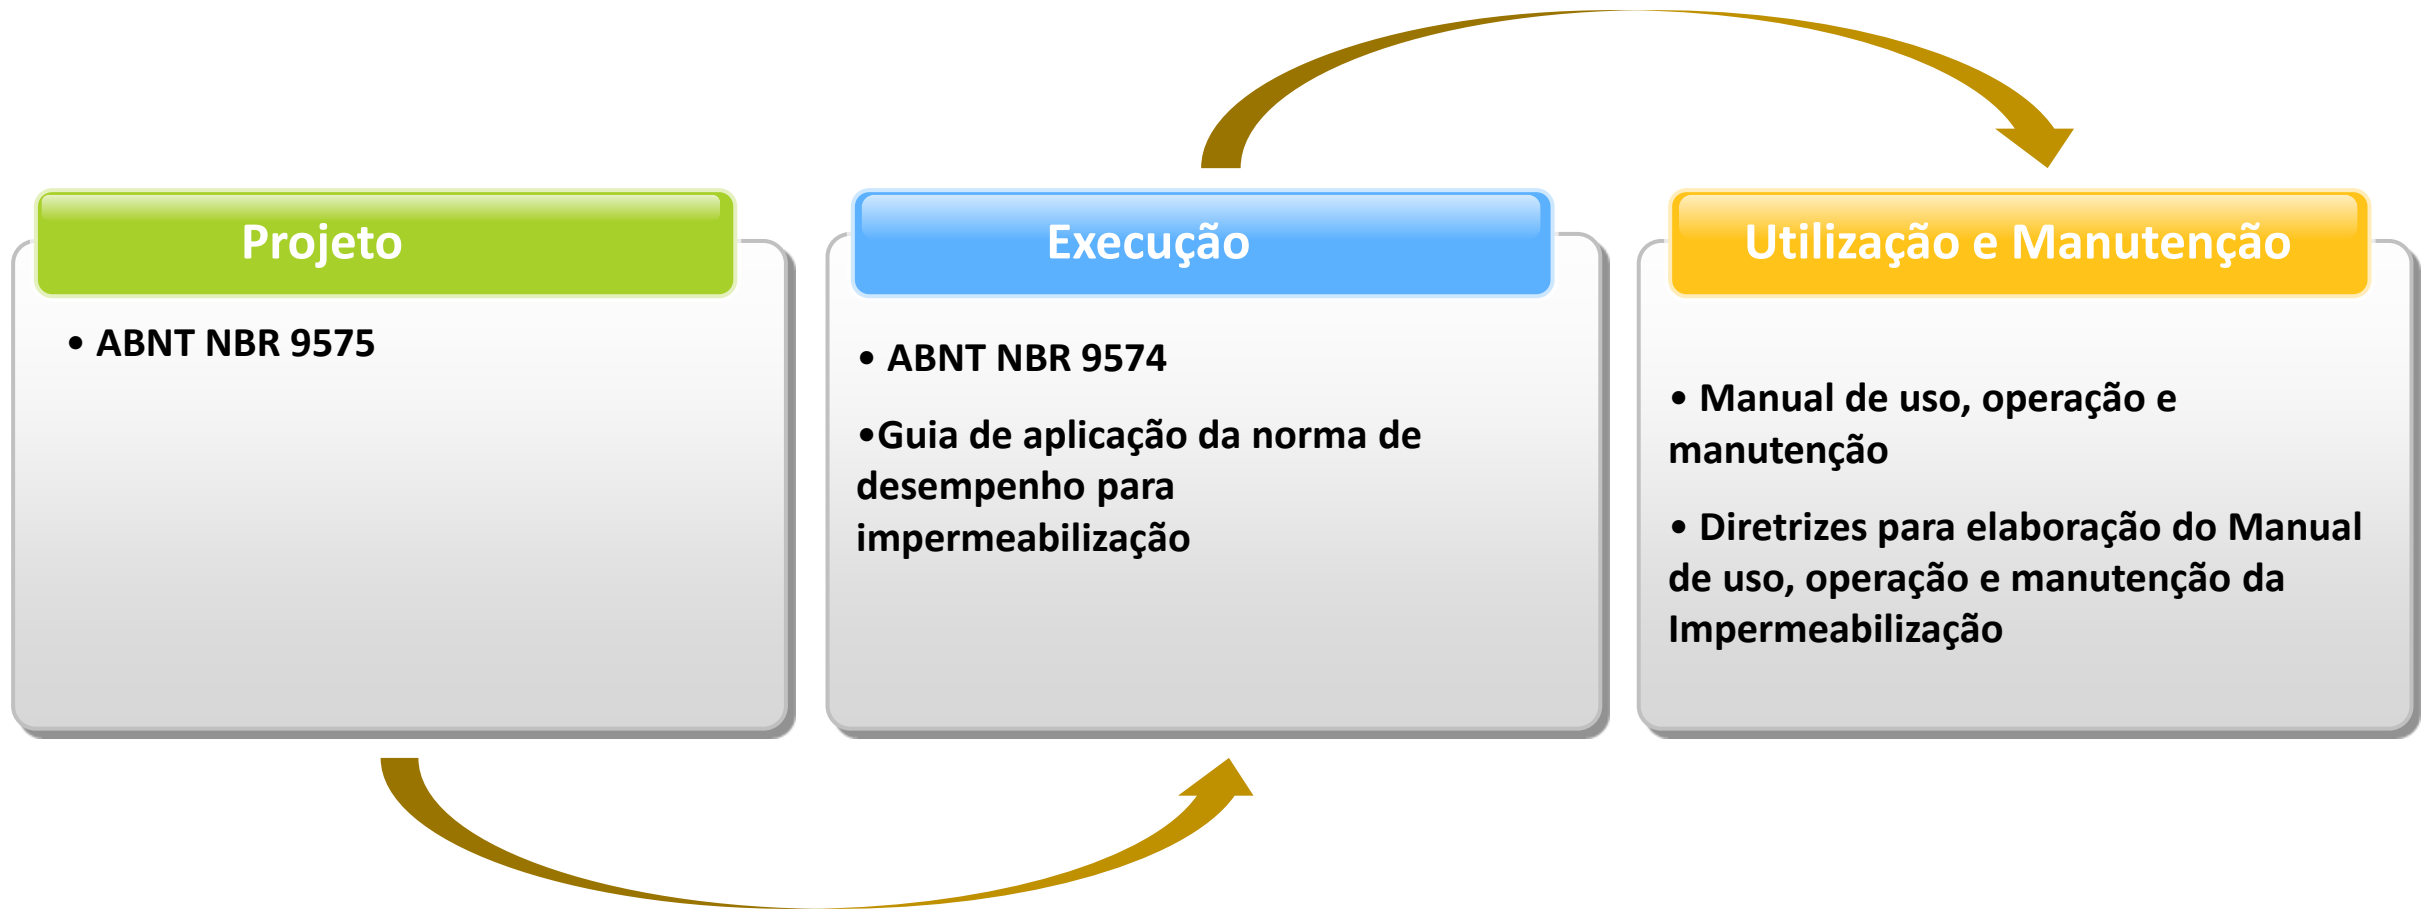 Projeto
• ABNT NBR 9575
Execução
• ABNT NBR 9574
•Guia de aplicação da norma de
desempenho para
impermeabilização
Utilização e Manutenção
• Manual de uso, operação e
manutenção
• Diretrizes para elaboração do Manual
de uso, operação e manutenção da
Impermeabilização